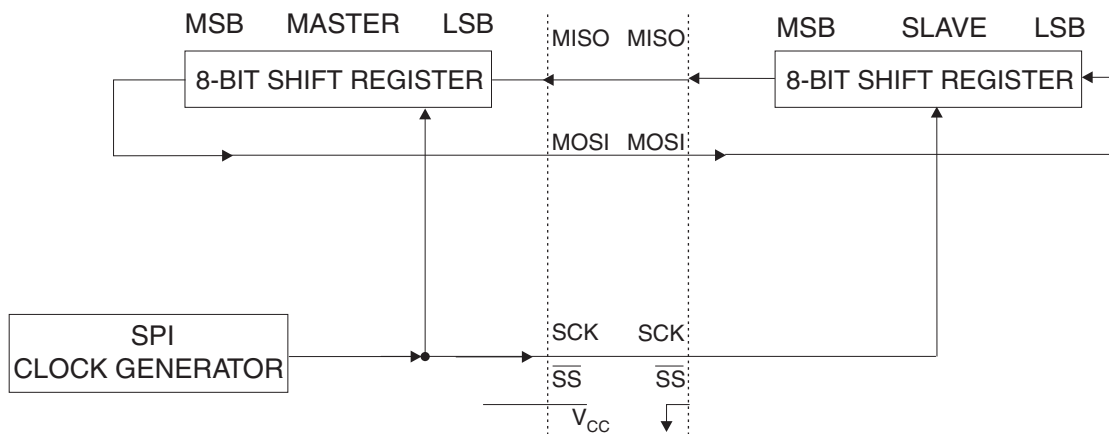 MSB MASTER LSB
MISO MISO
MSB SLAVE LSB
8-BIT SHIFT REGISTER
8-BIT SHIFT REGISTER
MOSI MOSI
SPI
CLOCK GENERATOR
SCK SCK
SS SS
VCC